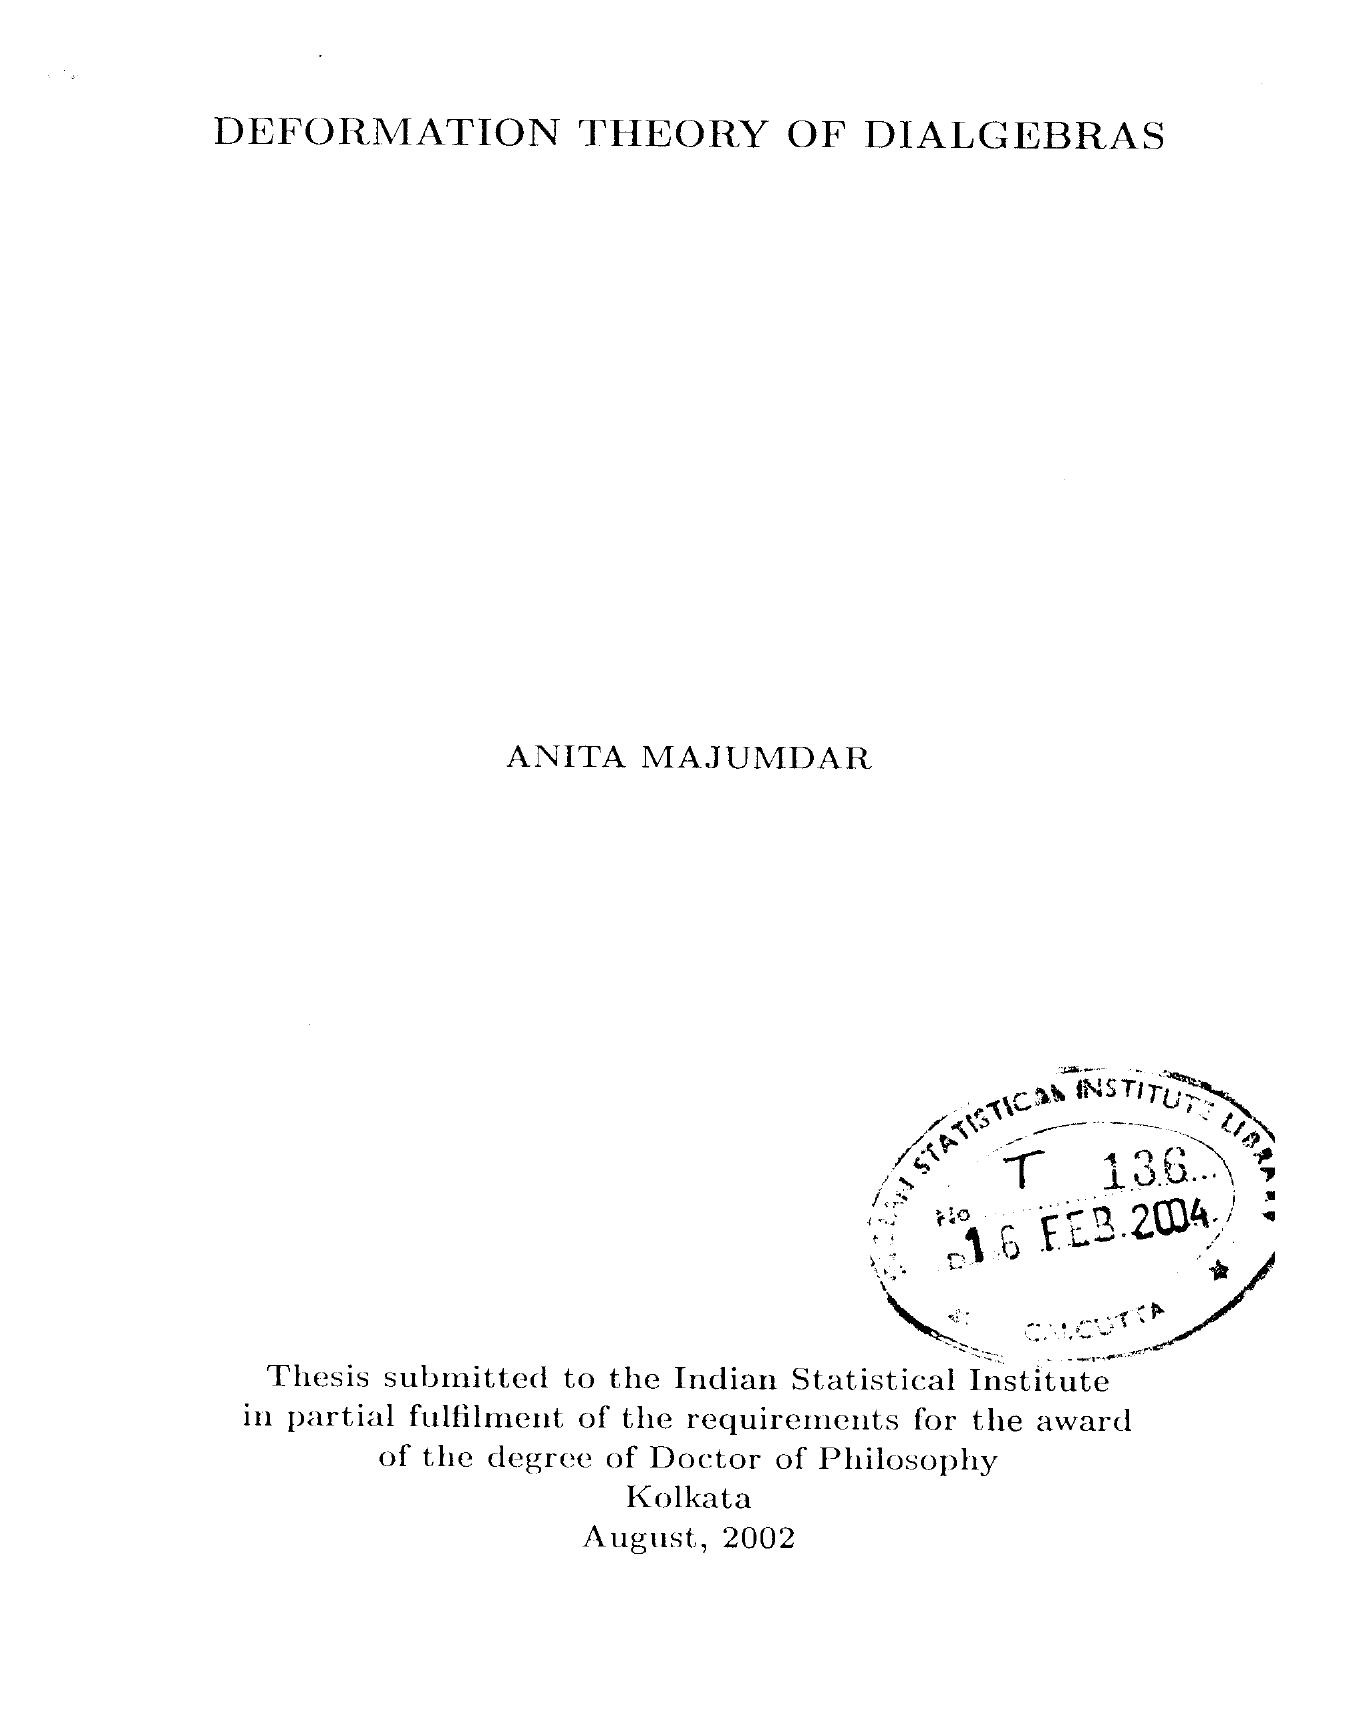 DEFORMATION THEORY OF DIALGEBRAS
ANITA MAJUMDAR
INDIAN STATISTICAL INSTITUTE LIBRARY
No T 136...
D 16 FEB. 2004.
CALCUTTA
Thesis submitted to the Indian Statistical Institute
in partial fulfilment of the requirements for the award
of the degree of Doctor of Philosophy
Kolkata
August, 2002